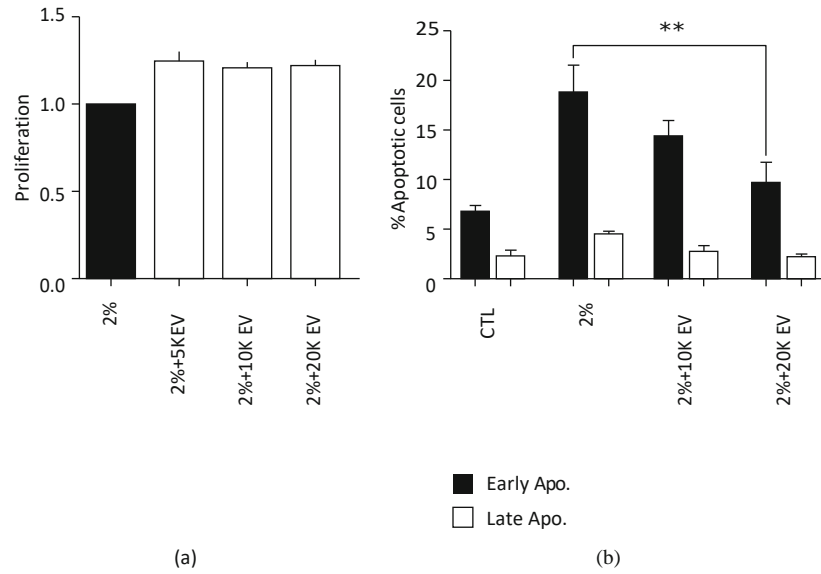 1.5
1.0
0.5
0.0
Proliferation
2%
2%+5KEV
2%+10K EV
2%+20K EV
(a)
25
20
15
10
5
0
%Apoptotic cells
**
CTL
2%
2%+10K EV
2%+20K EV
Early Apo.
Late Apo.
(b)